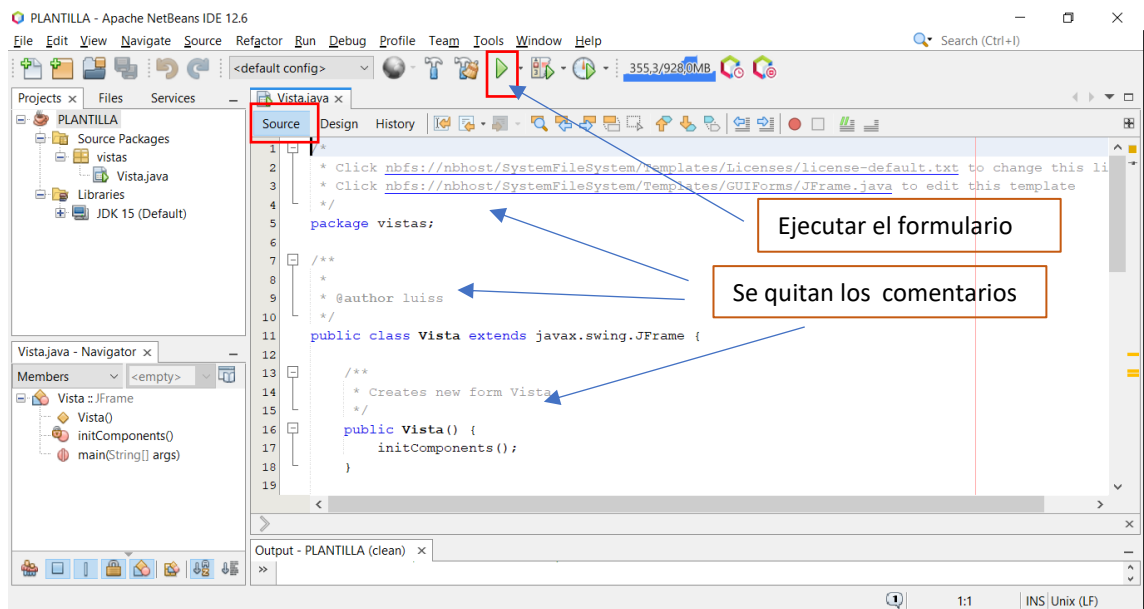 PLANTILLA - Apache NetBeans IDE 12.6
File Edit View Navigate Source Refactor Run Debug Profile Team Tools Window Help
Search (Ctrl+I)
<default config>
355,3/928,0MB
Projects × Files Services
Vista.java ×
PLANTILLA
Source Packages
vistas
Vista.java
Libraries
JDK 15 (Default)
Source Design History
1 /*
2 * Click nbfs://nbhost/SystemFileSystem/Templates/Licenses/license-default.txt to change this li
3 * Click nbfs://nbhost/SystemFileSystem/Templates/GUIForms/JFrame.java to edit this template
4 */
5 package vistas;
6
7 /**
8 *
9 * @author luiss
10 */
11 public class Vista extends javax.swing.JFrame {
12
13 /**
14 * Creates new form Vista
15 */
16 public Vista() {
17 initComponents();
18 }
19
Ejecutar el formulario
Se quitan los comentarios
Vista.java - Navigator ×
Members <empty>
Vista :: JFrame
Vista()
initComponents()
main(String[] args)
Output - PLANTILLA (clean) ×
1 1:1 INS Unix (LF)